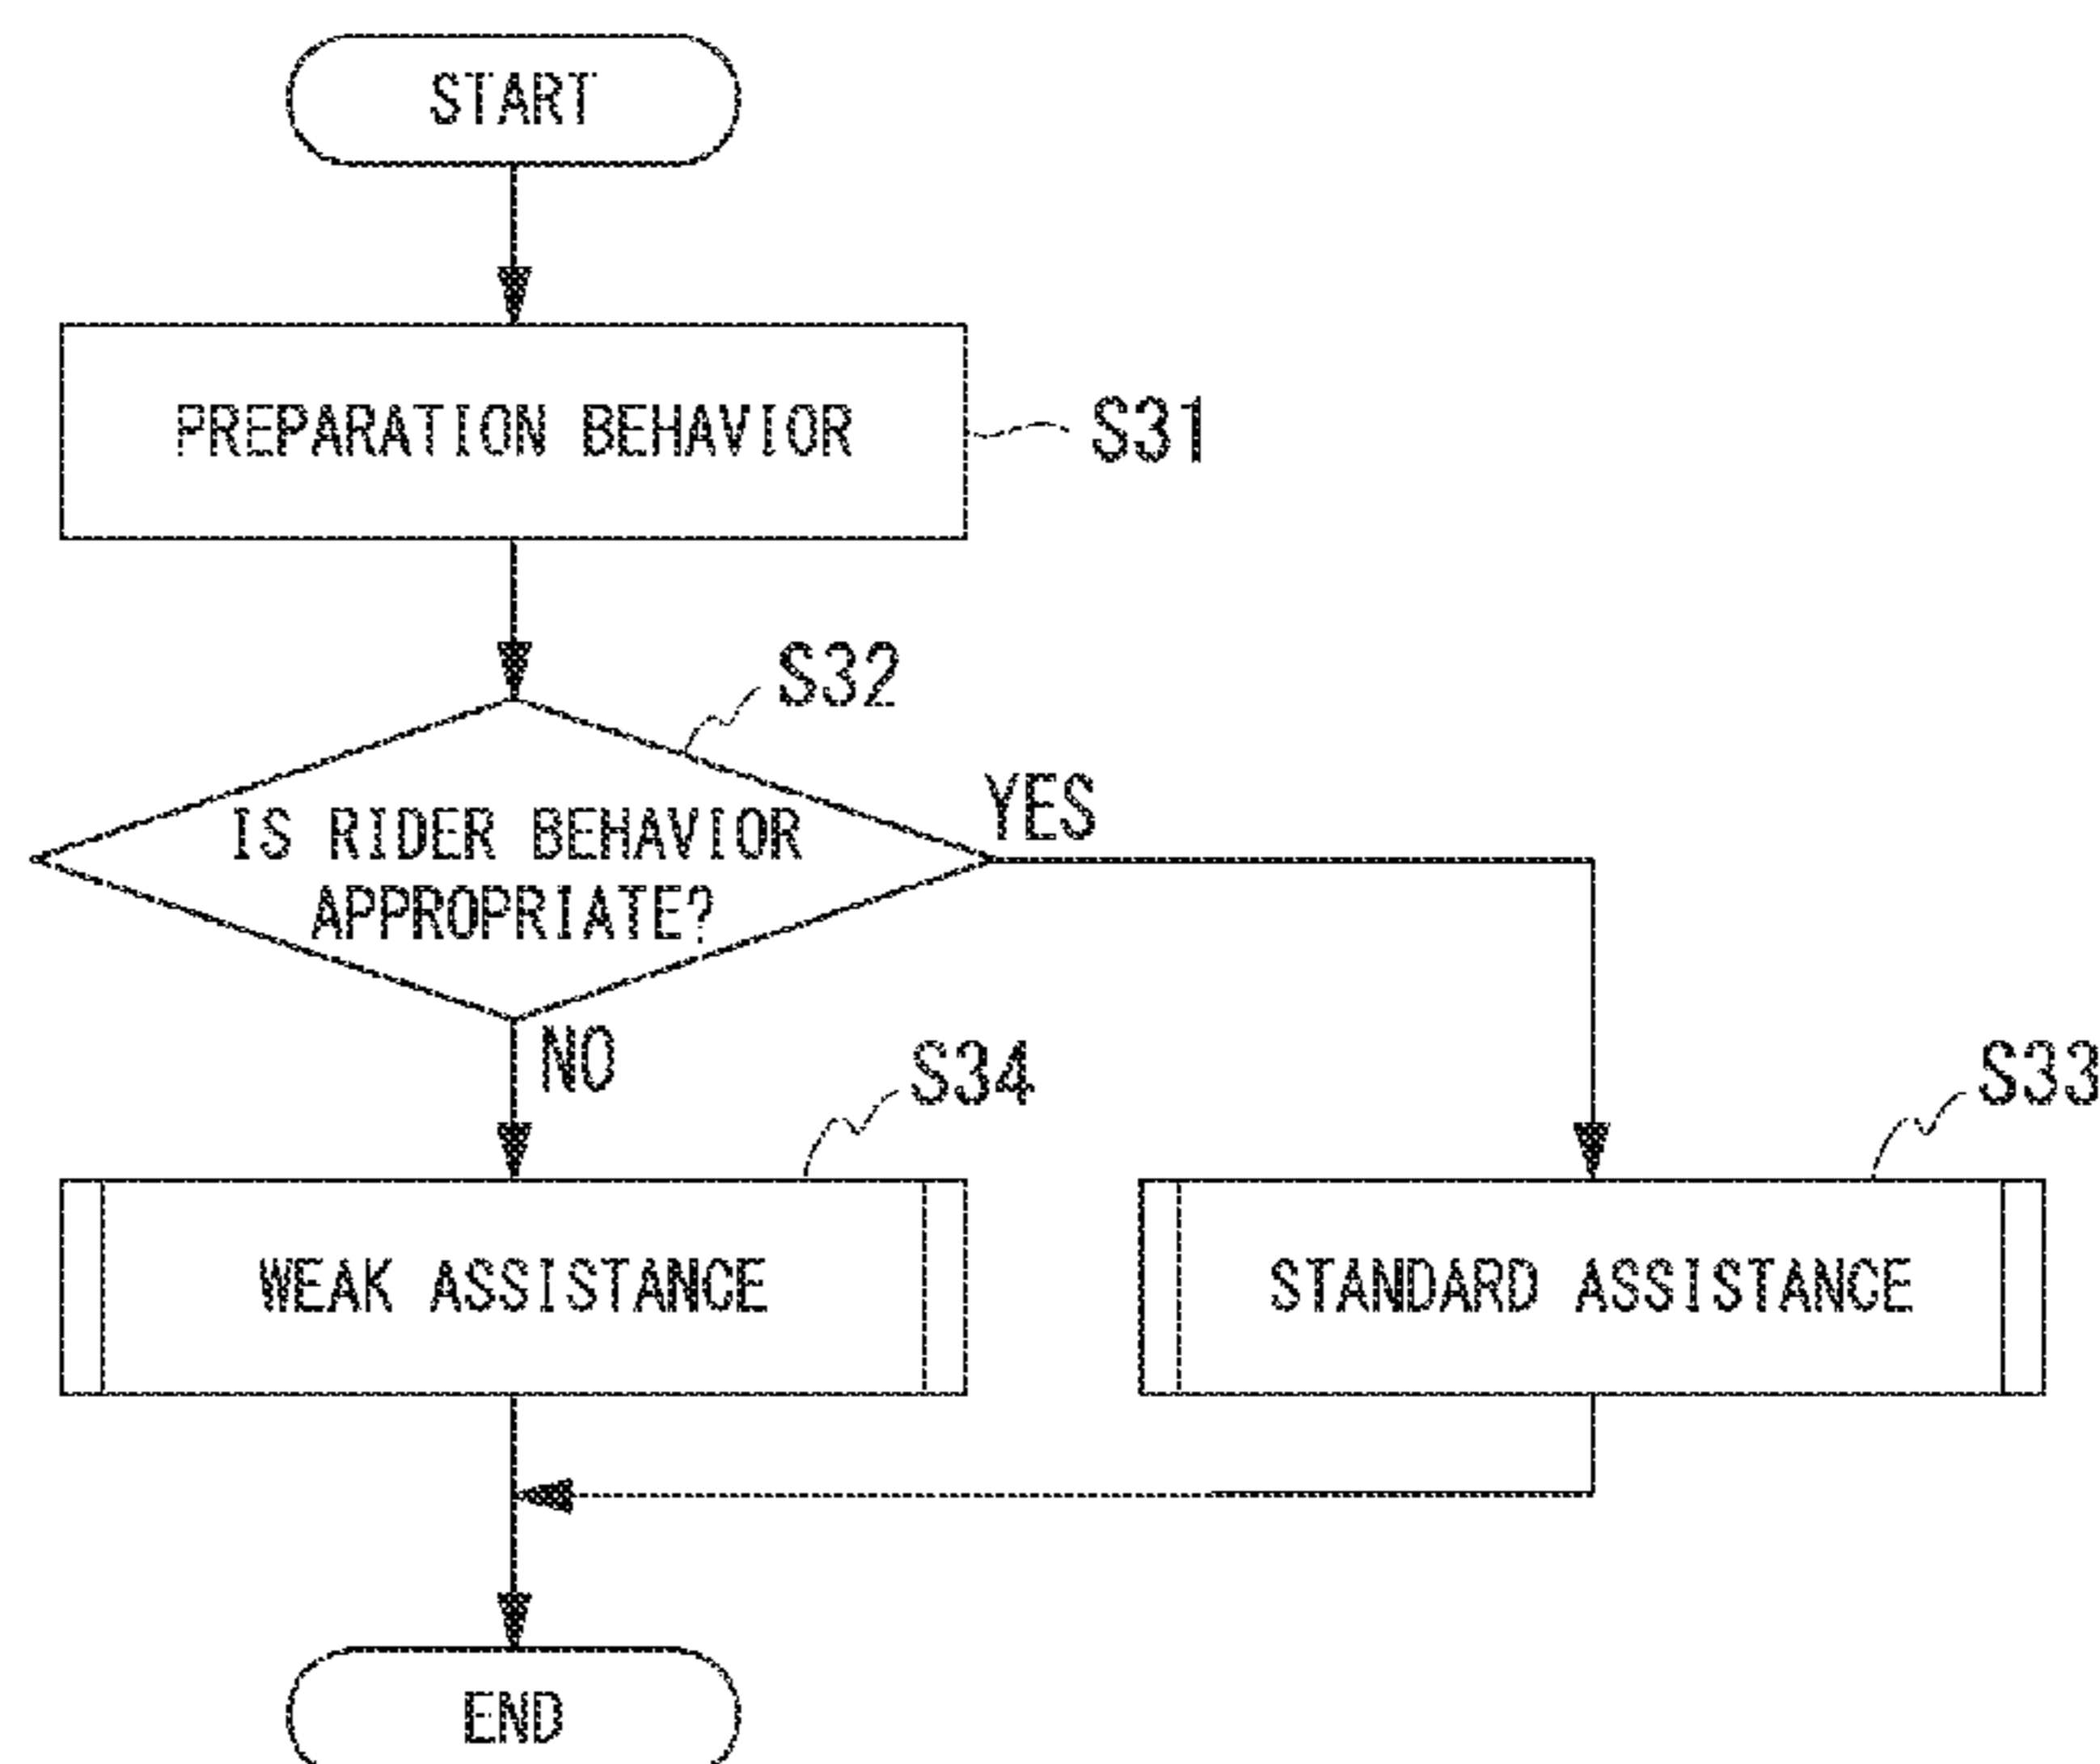 START
PREPARATION BEHAVIOR
S31
S32
IS RIDER BEHAVIOR
APPROPRIATE?
YES
NO
S34
S33
WEAK ASSISTANCE
STANDARD ASSISTANCE
END